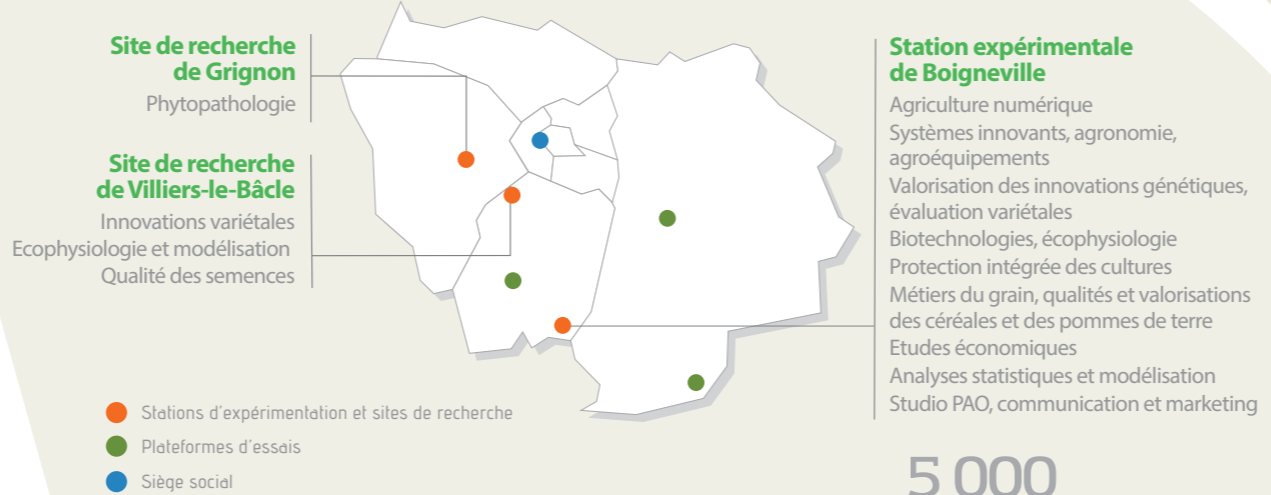 Site de recherche
de Grignon
Phytopathologie
Site de recherche
de Villiers-le-Bâcle
Innovations variétales
Ecophysiologie et modélisation
Qualité des semences
Station expérimentale
de Boigneville
Agriculture numérique
Systèmes innovants, agronomie,
agroéquipements
Valorisation des innovations génétiques,
évaluation variétales
Biotechnologies, écophysiologie
Protection intégrée des cultures
Métiers du grain, qualités et valorisations
des céréales et des pommes de terre
Etudes économiques
Analyses statistiques et modélisation
Studio PAO, communication et marketing
Stations d'expérimentation et sites de recherche
Plateformes d'essais
Siège social
5 000